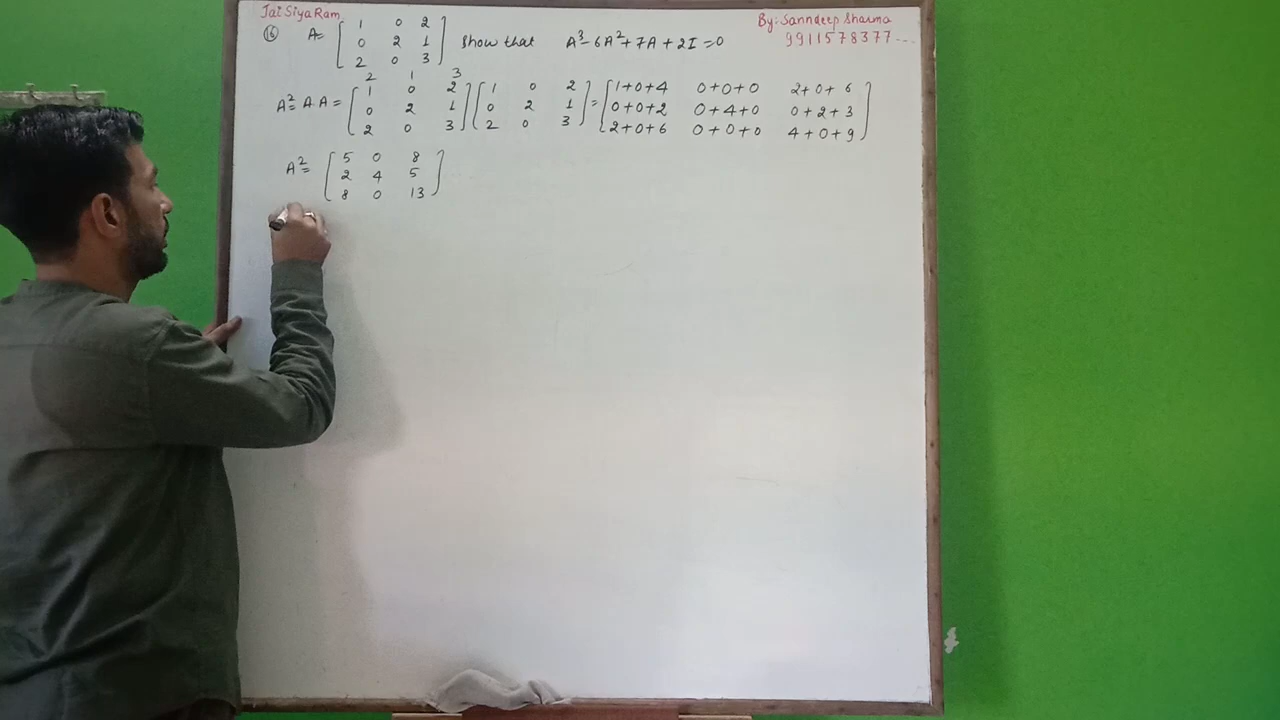 Jai Siya Ram
By: Sanndeep Sharma
9911578377...
(16) A= [1 0 2; 0 2 1; 2 0 3] Show that A³-6A²+7A+2I=0
2 1 3
A²= A.A = [1 0 2; 0 2 1; 2 0 3] [1 0 2; 0 2 1; 2 0 3] = [1+0+4 0+0+0 2+0+6; 0+0+2 0+4+0 0+2+3; 2+0+6 0+0+0 4+0+9]
A²= [5 0 8; 2 4 5; 8 0 13]